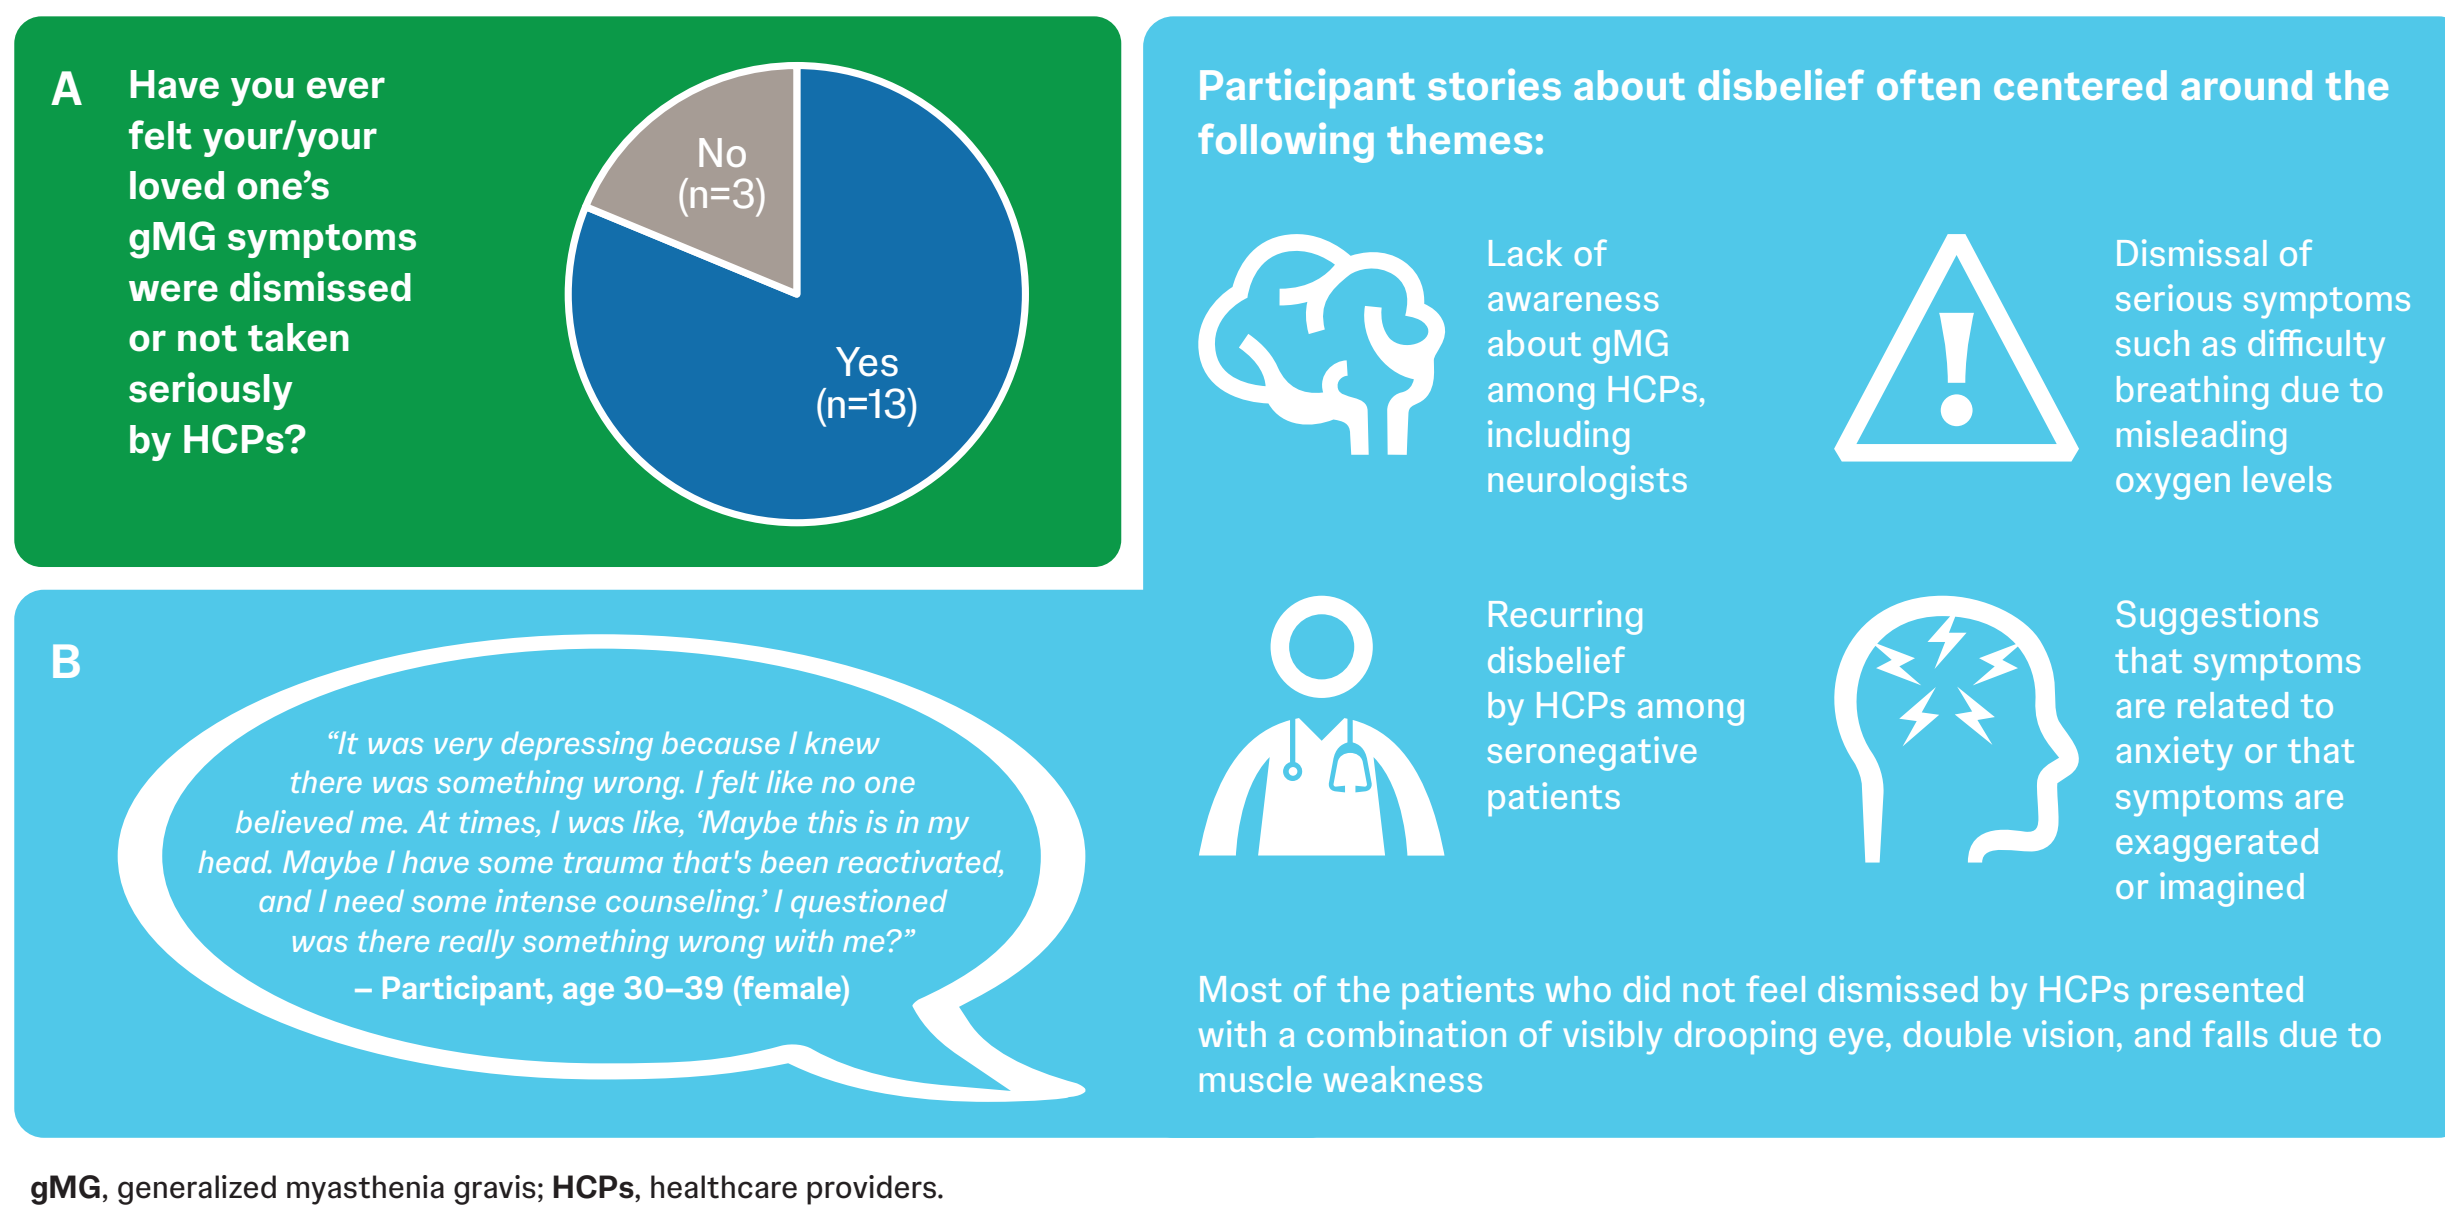 A
Have you ever
felt your/your
loved one’s
gMG symptoms
were dismissed
or not taken
seriously
by HCPs?
No
(n=3)
Yes
(n=13)
B
“It was very depressing because I knew
there was something wrong. I felt like no one
believed me. At times, I was like, ‘Maybe this is in my
head. Maybe I have some trauma that's been reactivated,
and I need some intense counseling.’ I questioned
was there really something wrong with me?”
– Participant, age 30–39 (female)
Participant stories about disbelief often centered around the
following themes:
Lack of
awareness
about gMG
among HCPs,
including
neurologists
Dismissal of
serious symptoms
such as difficulty
breathing due to
misleading
oxygen levels
Recurring
disbelief
by HCPs among
seronegative
patients
Suggestions
that symptoms
are related to
anxiety or that
symptoms are
exaggerated
or imagined
Most of the patients who did not feel dismissed by HCPs presented
with a combination of visibly drooping eye, double vision, and falls due to
muscle weakness
gMG, generalized myasthenia gravis; HCPs, healthcare providers.